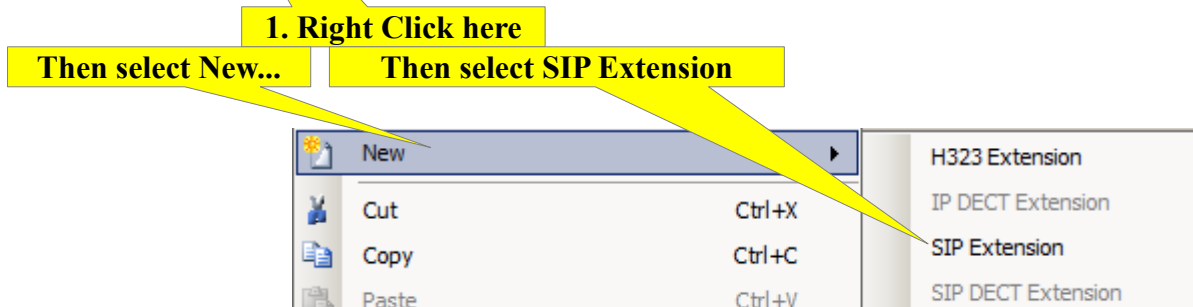 1. Right Click here
Then select New...
Then select SIP Extension
New
H323 Extension
Cut Ctrl+X
IP DECT Extension
Copy Ctrl+C
SIP Extension
Paste Ctrl+V
SIP DECT Extension